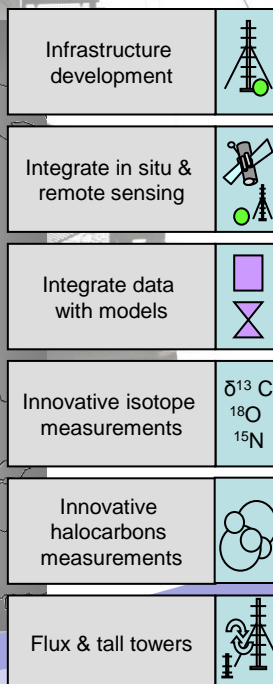 Infrastructure
development
Integrate in situ &
remote sensing
Integrate data
with models
Innovative isotope
measurements
δ¹³ C
¹⁸O
¹⁵N
Innovative
halocarbons
measurements
Flux & tall towers